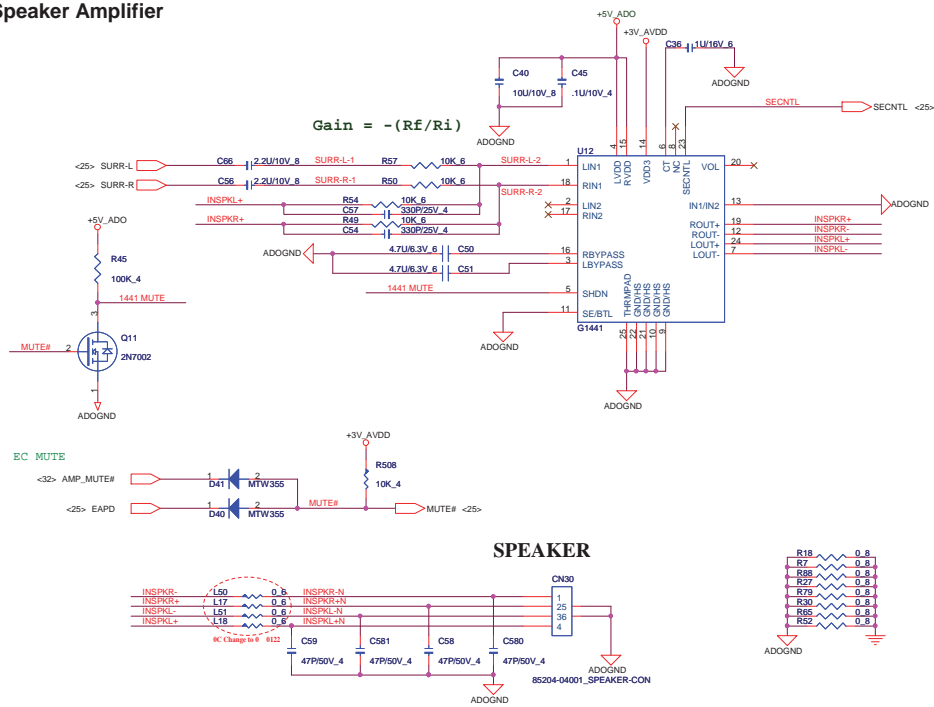 Speaker Amplifier
+5V_ADO
+3V_AVDD
C36 1U/16V_6
ADOGND
C40
10U/10V_8
C45
.1U/10V_4
ADOGND
SECNTL
SECNTL <25>
Gain = -(Rf/Ri)
4
15
14
6
8
23
U12
LVDD
RVDD
VDD3
CT
NC
SECNTL
VOL 20
<25> SURR-L
C66 2.2U/10V_8 SURR-L-1 R57 10K_6 SURR-L-2 1 LIN1
<25> SURR-R
C56 2.2U/10V_8 SURR-R-1 R50 10K_6 18 RIN1
SURR-R-2
INSPKL+ R54 10K_6
C57 330P/25V_4
2 LIN2
17 RIN2
INSPKR+ R49 10K_6
C54 330P/25V_4
IN1/IN2 13 ADOGND
ROUT+ 19 INSPKR+
ROUT- 12 INSPKR-
LOUT+ 24 INSPKL+
LOUT- 7 INSPKL-
+5V_ADO
R45
100K_4
1441 MUTE
ADOGND
4.7U/6.3V_6 C50 16 RBYPASS
4.7U/6.3V_6 C51 3 LBYPASS
1441 MUTE 5 SHDN
11 SE/BTL
G1441
THRMPAD
GND/HS
GND/HS
GND/HS
GND/HS
25
22
21
10
9
ADOGND
ADOGND
3
Q11
MUTE# 2
2N7002
1
ADOGND
EC MUTE
+3V_AVDD
R508
10K_4
<32> AMP_MUTE#
1 2
D41 MTW355
<25> EAPD
1 2
D40 MTW355
MUTE#
MUTE# <25>
SPEAKER
INSPKR- L50 0_6 INSPKR-N
INSPKR+ L17 0_6 INSPKR+N
INSPKL- L51 0_6 INSPKL-N
INSPKL+ L18 0_6 INSPKL+N
0C Change to 0 0122
CN30
1
25
36
4
C59
47P/50V_4
C581
47P/50V_4
C58
47P/50V_4
C580
47P/50V_4
ADOGND
ADOGND
85204-04001_SPEAKER-CON
R18 0_8
R7 0_8
R88 0_8
R27 0_8
R79 0_8
R30 0_8
R65 0_8
R52 0_8
ADOGND